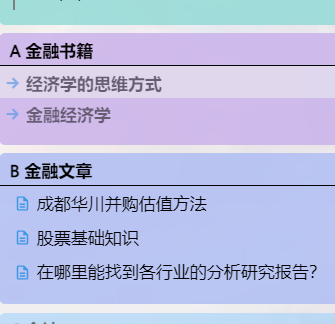 A 金融书籍
经济学的思维方式
金融经济学
B 金融文章
成都华川并购估值方法
股票基础知识
在哪里能找到各行业的分析研究报告？